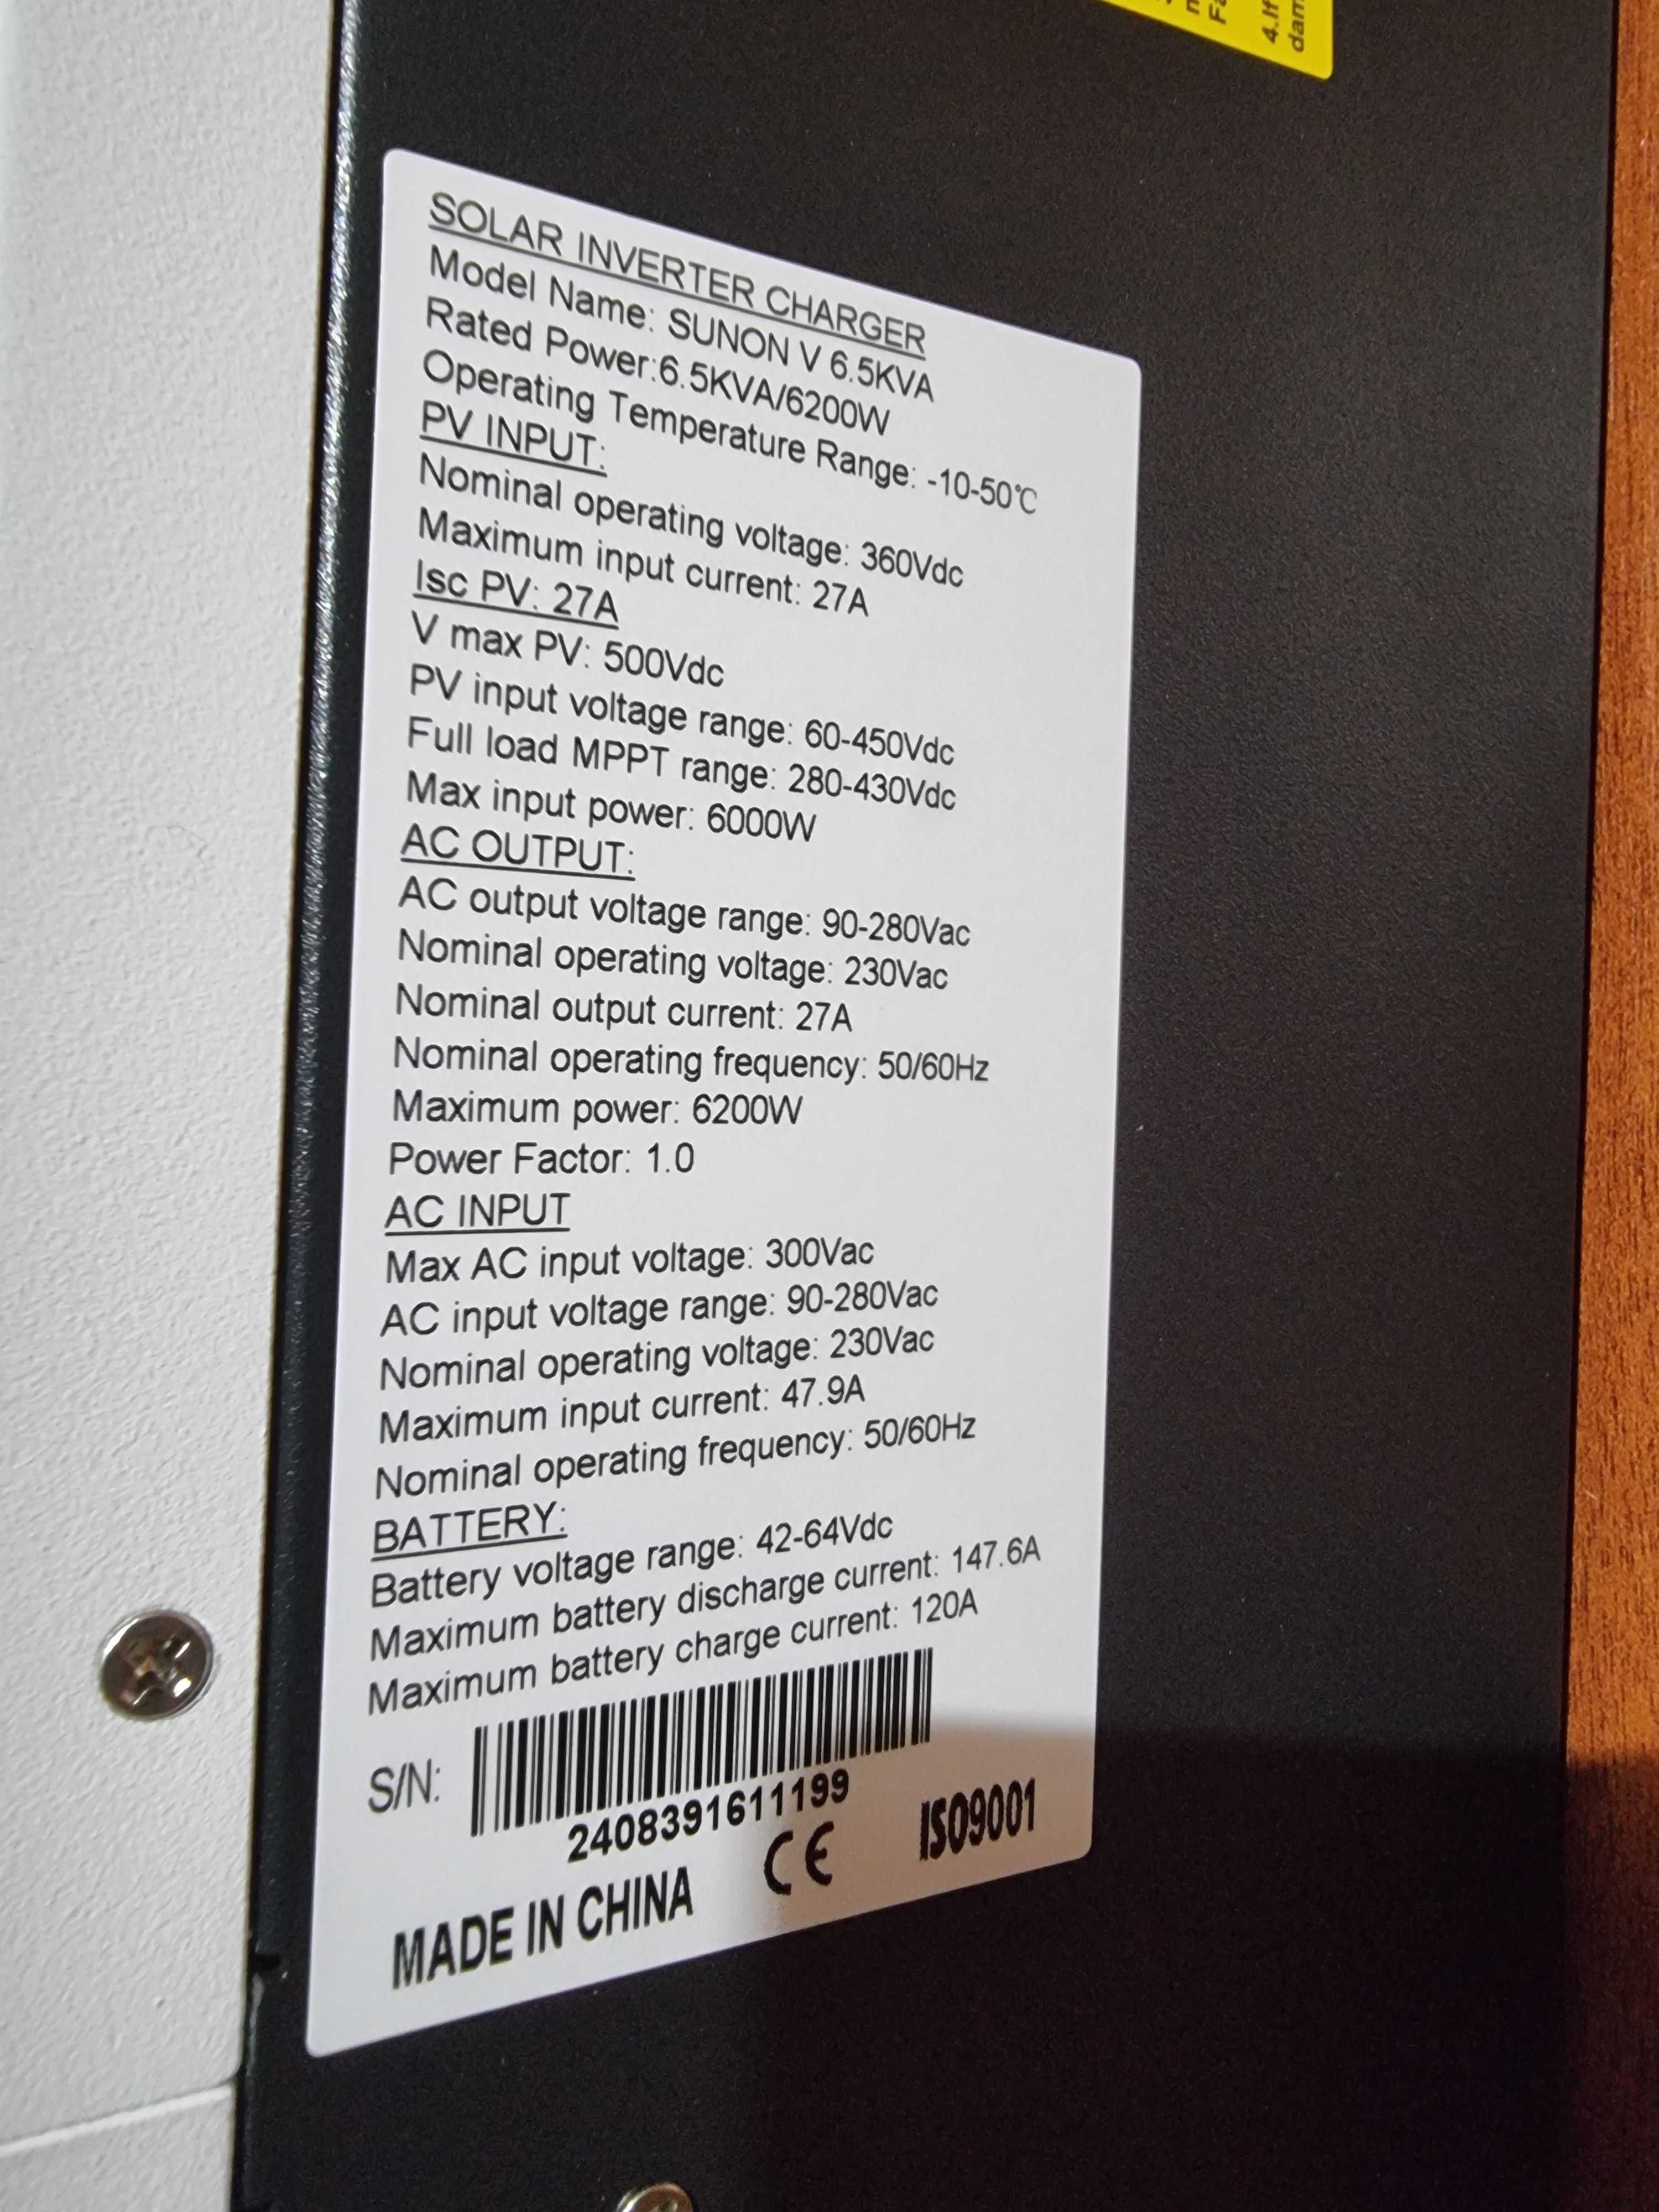 4.If
dam
SOLAR INVERTER CHARGER
Model Name: SUNON V 6.5KVA
Rated Power:6.5KVA/6200W
Operating Temperature Range: -10-50℃
PV INPUT:
Nominal operating voltage: 360Vdc
Maximum input current: 27A
Isc PV: 27A
V max PV: 500Vdc
PV input voltage range: 60-450Vdc
Full load MPPT range: 280-430Vdc
Max input power: 6000W
AC OUTPUT:
AC output voltage range: 90-280Vac
Nominal operating voltage: 230Vac
Nominal output current: 27A
Nominal operating frequency: 50/60Hz
Maximum power: 6200W
Power Factor: 1.0
AC INPUT
Max AC input voltage: 300Vac
AC input voltage range: 90-280Vac
Nominal operating voltage: 230Vac
Maximum input current: 47.9A
Nominal operating frequency: 50/60Hz
BATTERY:
Battery voltage range: 42-64Vdc
Maximum battery discharge current: 147.6A
Maximum battery charge current: 120A
S/N:
2408391611199
MADE IN CHINA CE ISO9001